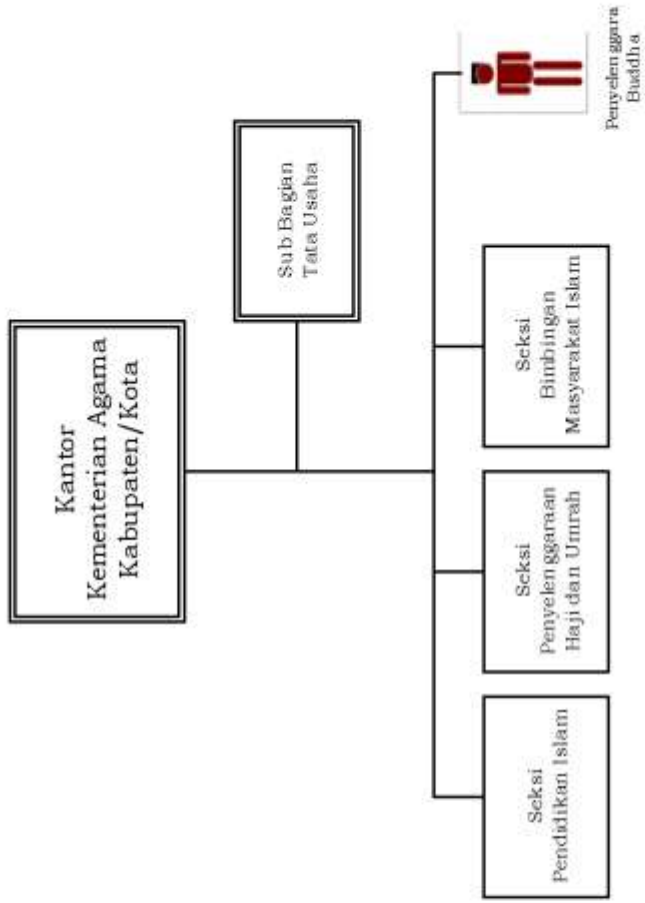 Kantor
Kementerian Agama
Kabupaten/Kota
Sub Bagian
Tata Usaha
Seksi
Pendidikan Islam
Seksi
Penyelenggaraan
Haji dan Umrah
Seksi
Bimbingan
Masyarakat Islam
Penyelenggara
Buddha